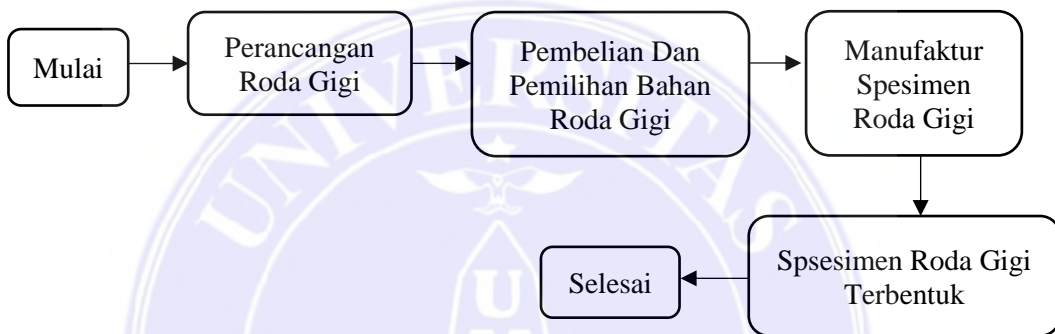 Mulai
Perancangan
Roda Gigi
Pembelian Dan
Pemilihan Bahan
Roda Gigi
Manufaktur
Spesimen
Roda Gigi
Spsesimen Roda Gigi
Terbentuk
Selesai
UNIVERSITAS
U